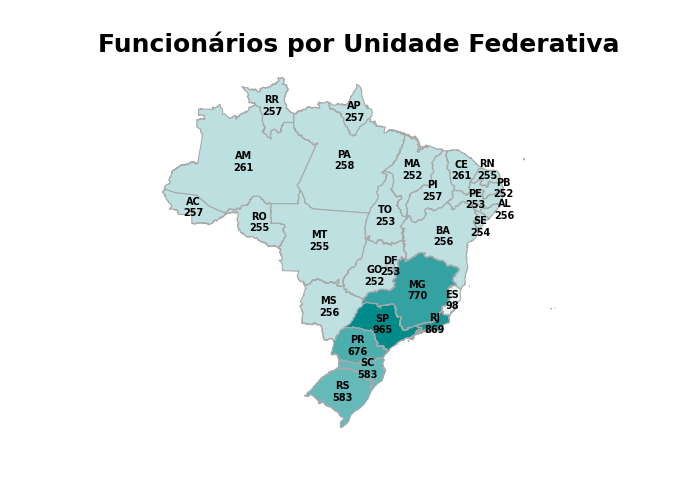 Funcionários por Unidade Federativa
RR
257
AP
257
AM
261
PA
258
MA
252
CE
261
RN
255
PI
257
PB
252
PE
253
AL
256
SE
254
AC
257
RO
255
TO
253
BA
256
MT
255
DF
253
GO
252
MG
770
ES
98
MS
256
SP
965
RJ
869
PR
676
SC
583
RS
583